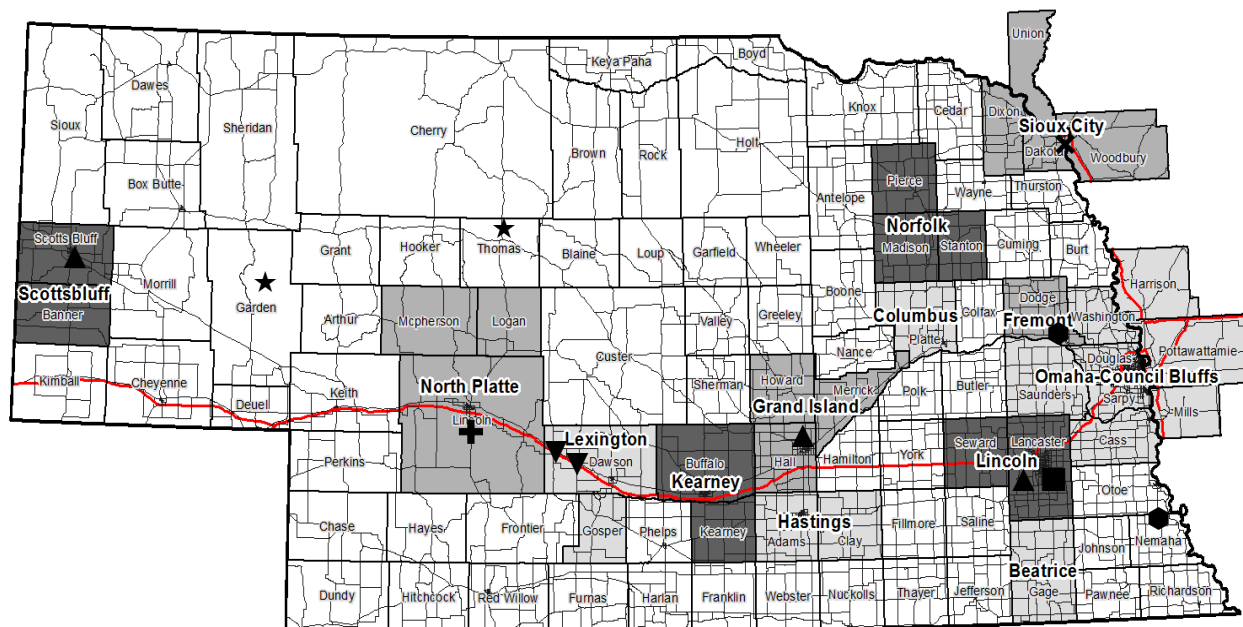 Union
Boyd
Keya Paha
Dawes
Knox
Cedar
Dixon
Sioux
Sheridan
Cherry
Sioux City
Holt
Brown
Rock
Dakota
Woodbury
Box Butte
Pierce
Antelope
Wayne
Thurston
Scotts Bluff
Norfolk
Grant
Hooker
Thomas
Blaine
Loup
Garfield
Wheeler
Madison
Stanton
Cuming
Burt
Morrill
Harrison
Scottsbluff
Garden
Boone
Banner
Arthur
Mcpherson
Logan
Valley
Greeley
Columbus
Colfax
Dodge
Washington
Fremont
Platte
Nance
Douglas
Pottawattamie
Custer
Kimball
Cheyenne
North Platte
Sherman
Howard
Omaha-Council Bluffs
Deuel
Keith
Merrick
Polk
Butler
Saunders
Sarpy
Grand Island
Mills
Lincoln
Lexington
Seward
Lancaster
Cass
Perkins
Dawson
Buffalo
Hall
Hamilton
York
Lincoln
Kearney
Otoe
Chase
Hayes
Frontier
Gosper
Phelps
Kearney
Hastings
Adams
Clay
Fillmore
Saline
Nemaha
Johnson
Beatrice
Dundy
Hitchcock
Red Willow
Furnas
Harlan
Franklin
Webster
Nuckolls
Thayer
Jefferson
Gage
Pawnee
Richardson